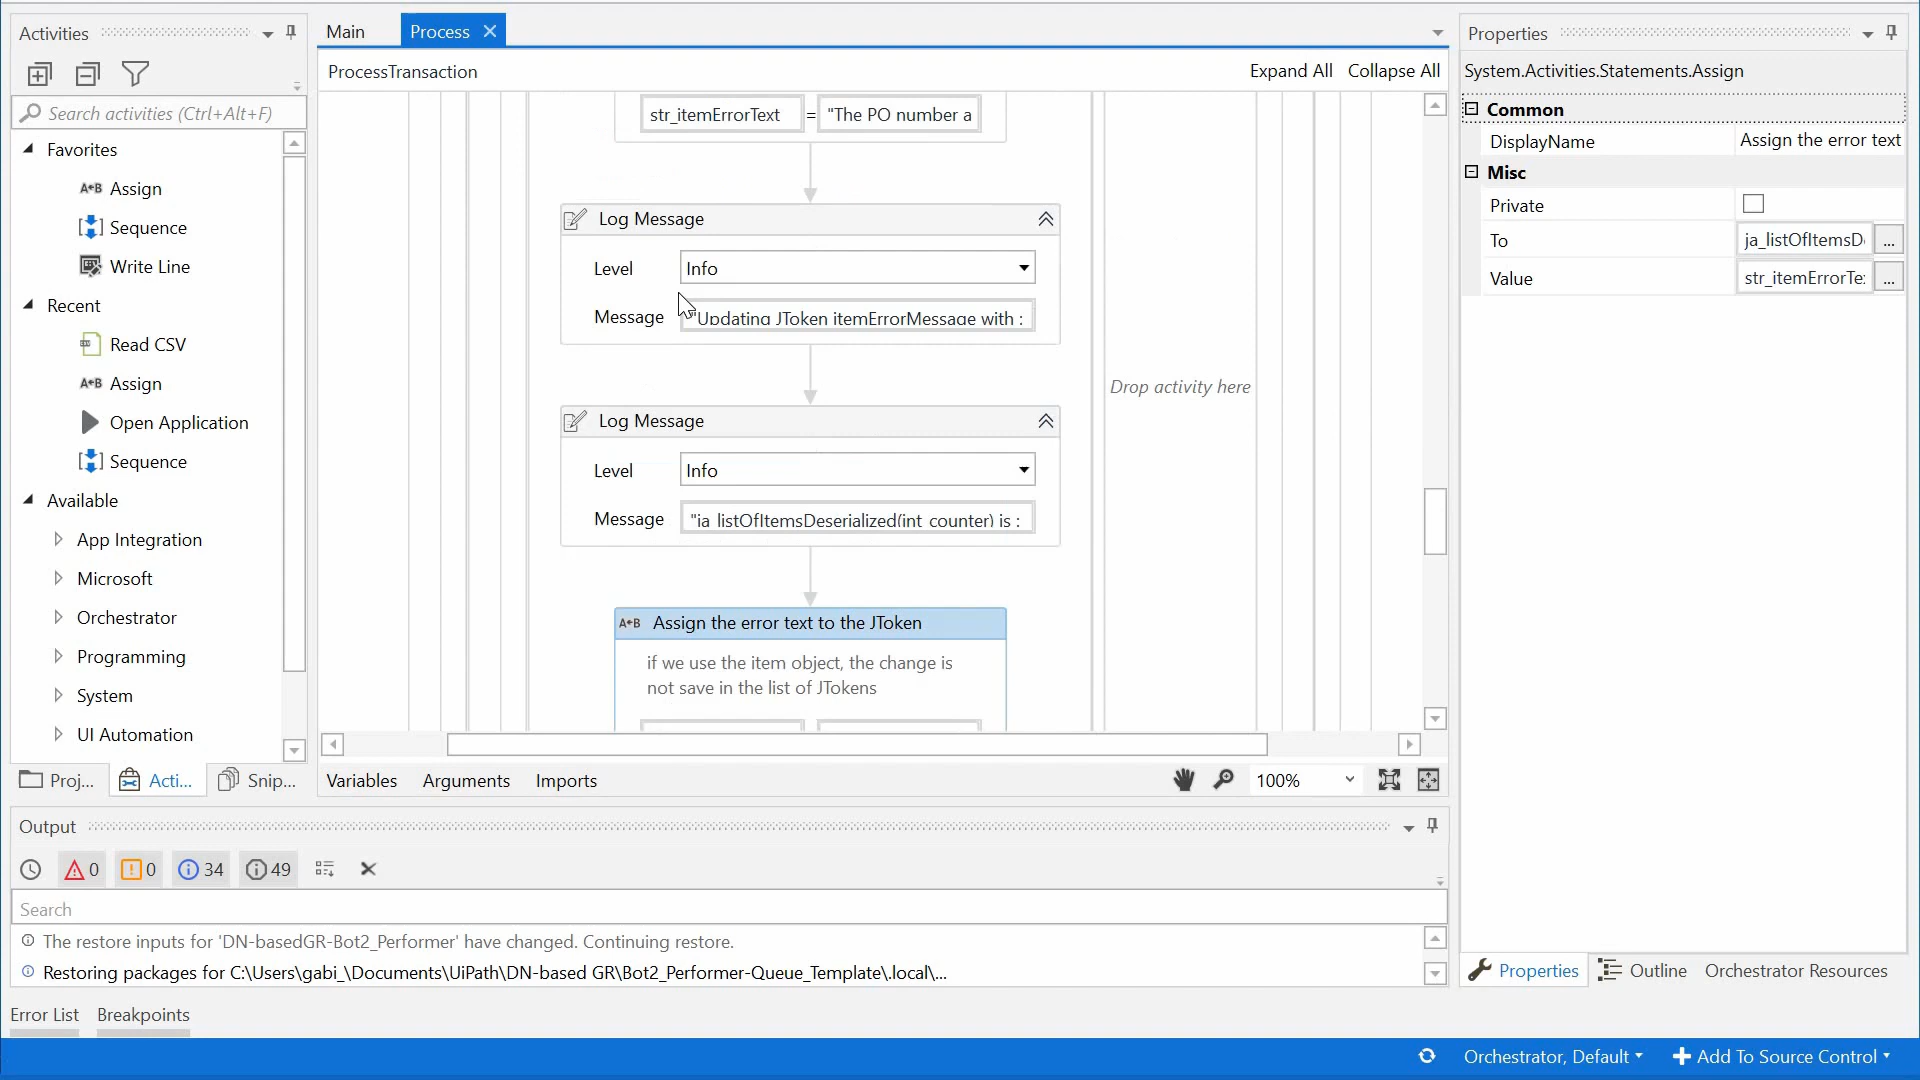 Activities
Search activities (Ctrl+Alt+F)
Favorites
Assign
Sequence
Write Line
Recent
Read CSV
Assign
Open Application
Sequence
Available
App Integration
Microsoft
Orchestrator
Programming
System
UI Automation
Proj...
Acti...
Snip...
Main
Process
ProcessTransaction
Expand All
Collapse All
str_itemErrorText
=
"The PO number a
Log Message
Level
Info
Message
"Updating JToken itemErrorMessage with :
Log Message
Level
Info
Message
"ja_listOfItemsDeserialized(int_counter) is :
A+B Assign the error text to the JToken
if we use the item object, the change is
not save in the list of JTokens
Drop activity here
Variables
Arguments
Imports
100%
Properties
System.Activities.Statements.Assign
Common
DisplayName
Assign the error text
Misc
Private
To
ja_listOfItemsD
...
Value
str_itemErrorTe
...
Output
0
0
34
49
Search
The restore inputs for 'DN-basedGR-Bot2_Performer' have changed. Continuing restore.
Restoring packages for C:\Users\gabi_\Documents\UiPath\DN-based GR\Bot2_Performer-Queue_Template\.local\...
Properties
Outline
Orchestrator Resources
Error List
Breakpoints
Orchestrator, Default
Add To Source Control